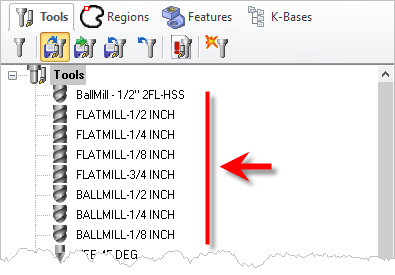 Tools Regions Features K-Bases
Tools
BallMill - 1/2" 2FL-HSS
FLATMILL-1/2 INCH
FLATMILL-1/4 INCH
FLATMILL-1/8 INCH
FLATMILL-3/4 INCH
BALLMILL-1/2 INCH
BALLMILL-1/4 INCH
BALLMILL-1/8 INCH
DEG